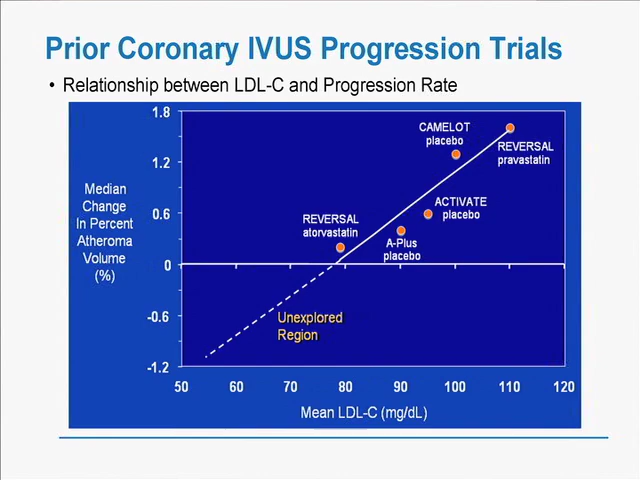 Prior Coronary IVUS Progression Trials
• Relationship between LDL-C and Progression Rate
1.8
1.2
0.6
0
-0.6
-1.2
Median
Change
In Percent
Atheroma
Volume
(%)
CAMELOT
placebo
REVERSAL
pravastatin
ACTIVATE
placebo
REVERSAL
atorvastatin
A-Plus
placebo
Unexplored
Region
50 60 70 80 90 100 110 120
Mean LDL-C (mg/dL)